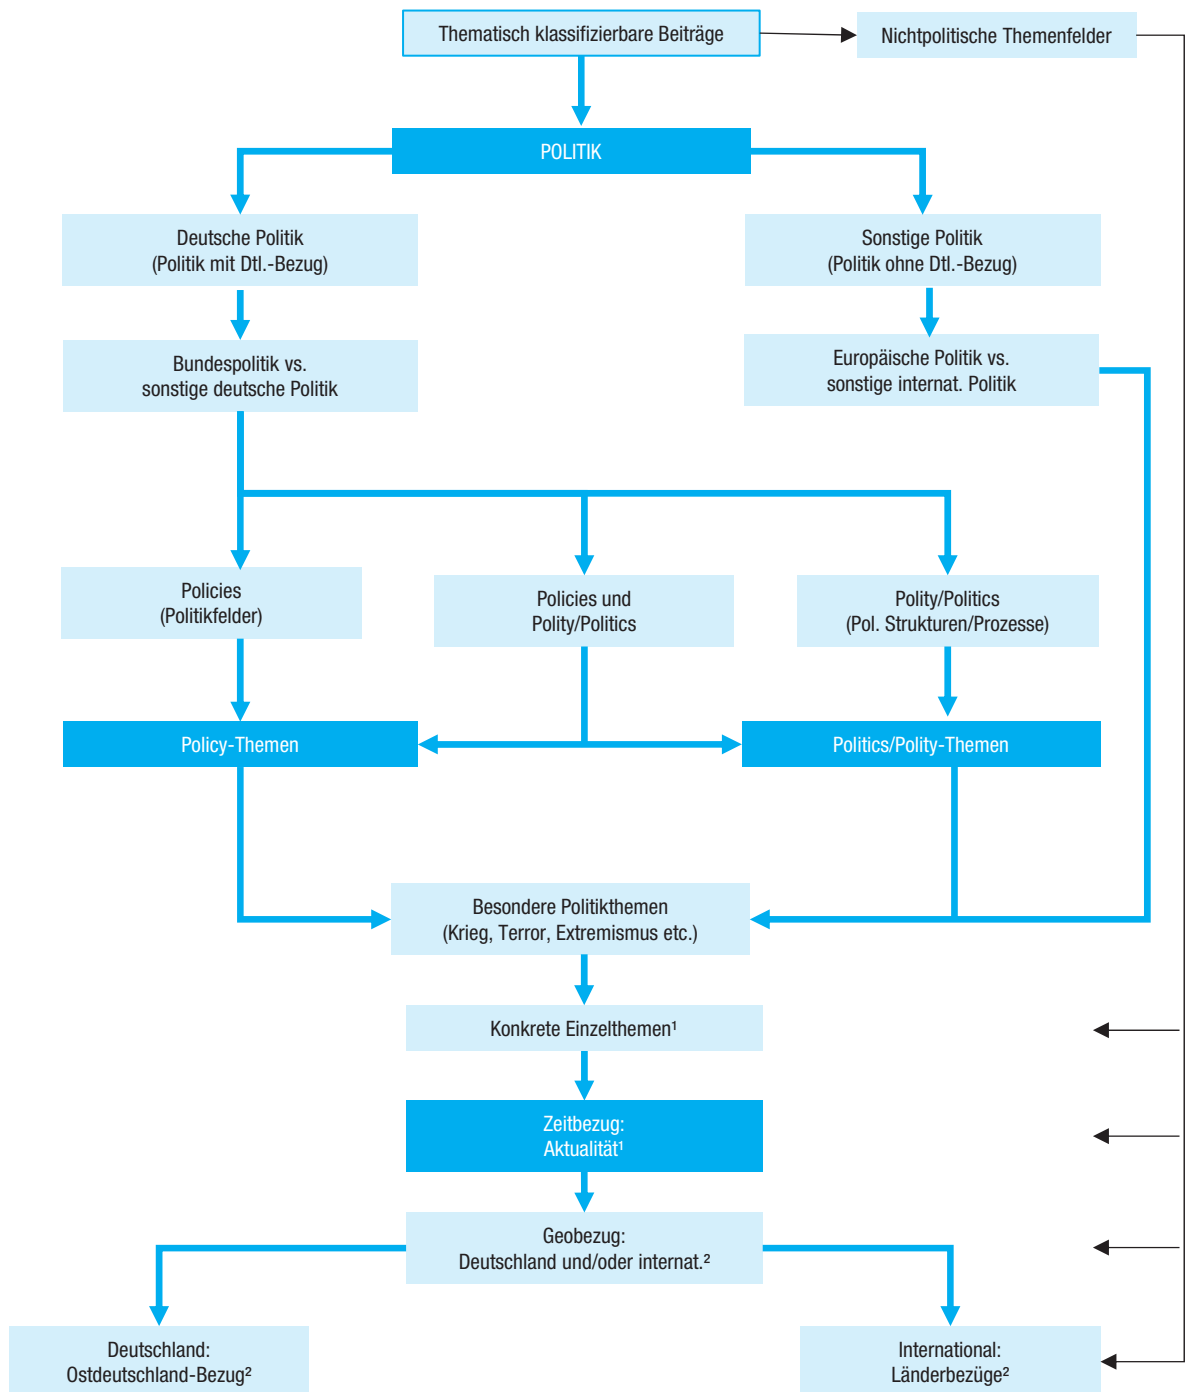 Thematisch klassifizierbare Beiträge
Nichtpolitische Themenfelder
POLITIK
Deutsche Politik
(Politik mit Dtl.-Bezug)
Sonstige Politik
(Politik ohne Dtl.-Bezug)
Bundespolitik vs.
sonstige deutsche Politik
Europäische Politik vs.
sonstige internat. Politik
Policies
(Politikfelder)
Policies und
Polity/Politics
Polity/Politics
(Pol. Strukturen/Prozesse)
Policy-Themen
Politics/Polity-Themen
Besondere Politikthemen
(Krieg, Terror, Extremismus etc.)
Konkrete Einzelthemen¹
Zeitbezug:
Aktualität¹
Geobezug:
Deutschland und/oder internat.²
Deutschland:
Ostdeutschland-Bezug²
International:
Länderbezüge²